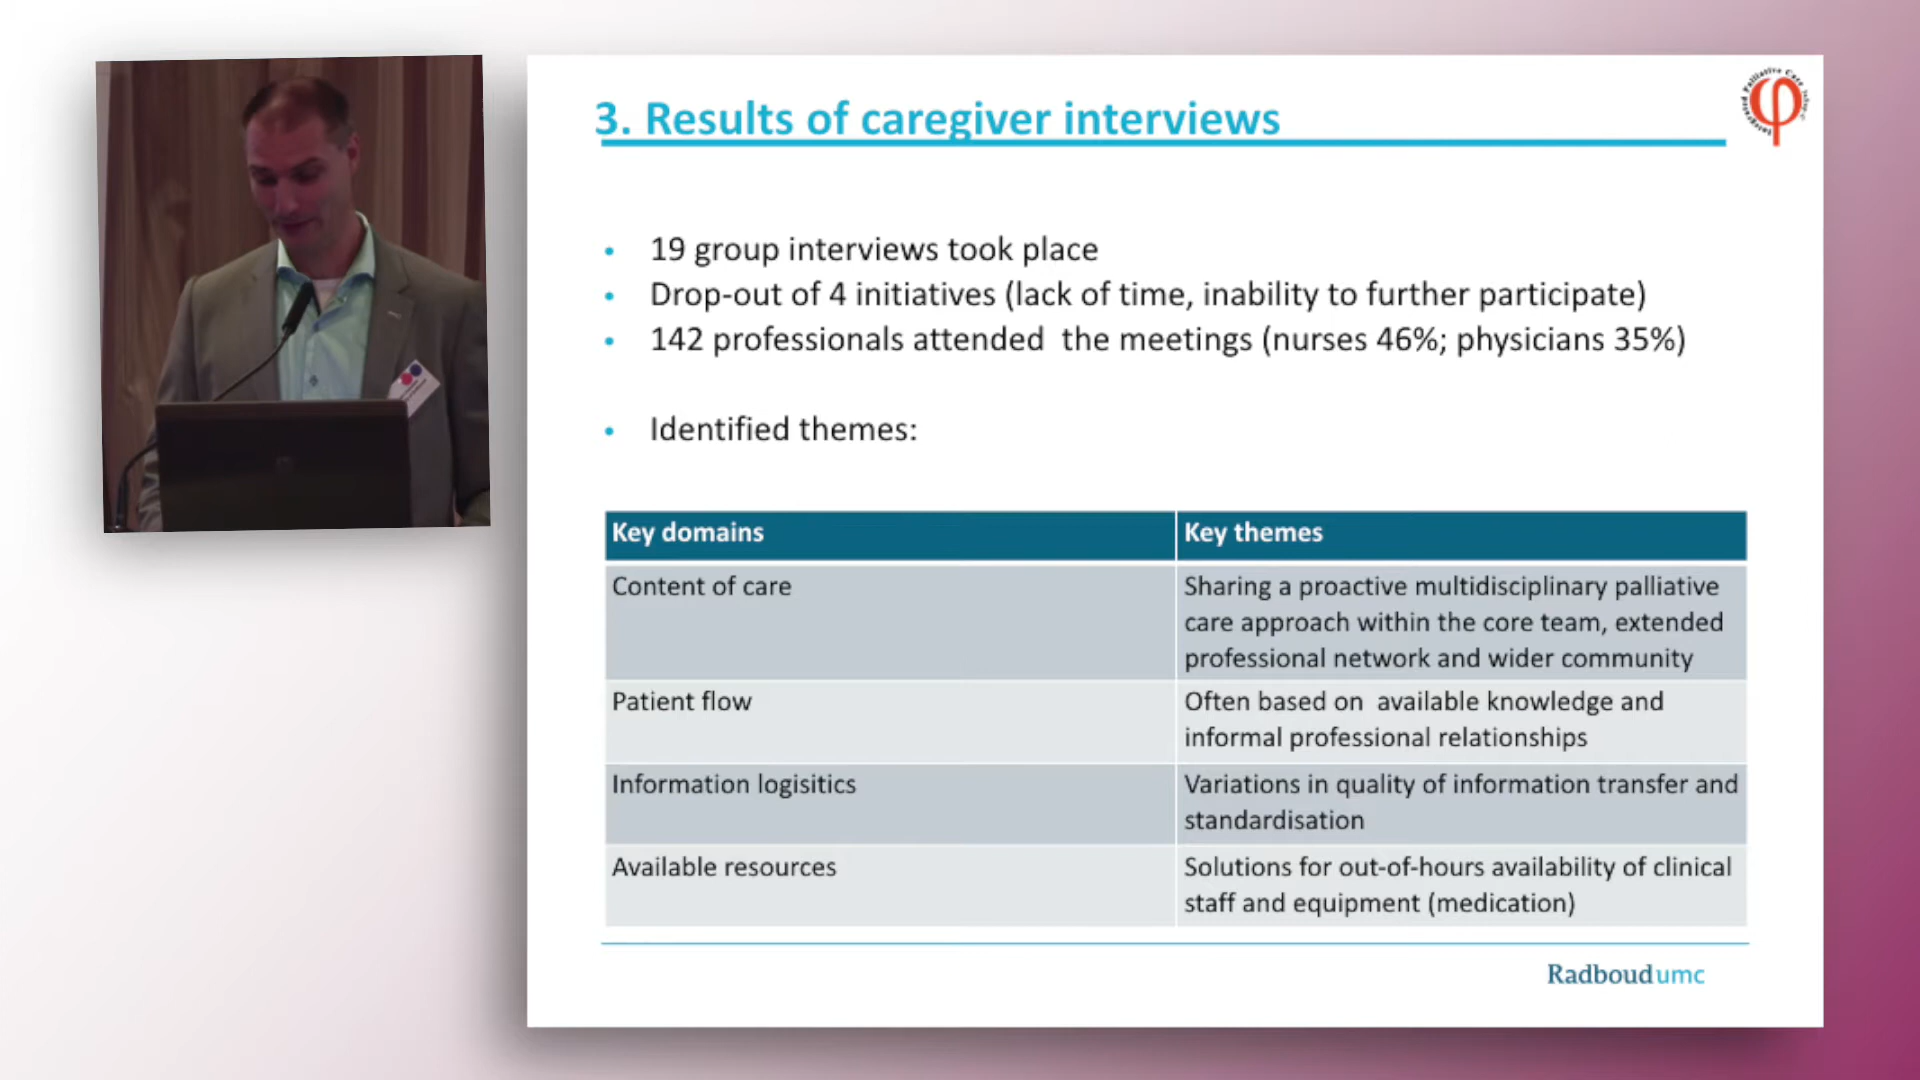 3. Results of caregiver interviews
• 19 group interviews took place
• Drop-out of 4 initiatives (lack of time, inability to further participate)
• 142 professionals attended the meetings (nurses 46%; physicians 35%)
• Identified themes:
Key domains
Key themes
Content of care
Sharing a proactive multidisciplinary palliative
care approach within the core team, extended
professional network and wider community
Patient flow
Often based on available knowledge and
informal professional relationships
Information logisitics
Variations in quality of information transfer and
standardisation
Available resources
Solutions for out-of-hours availability of clinical
staff and equipment (medication)
Radboudumc